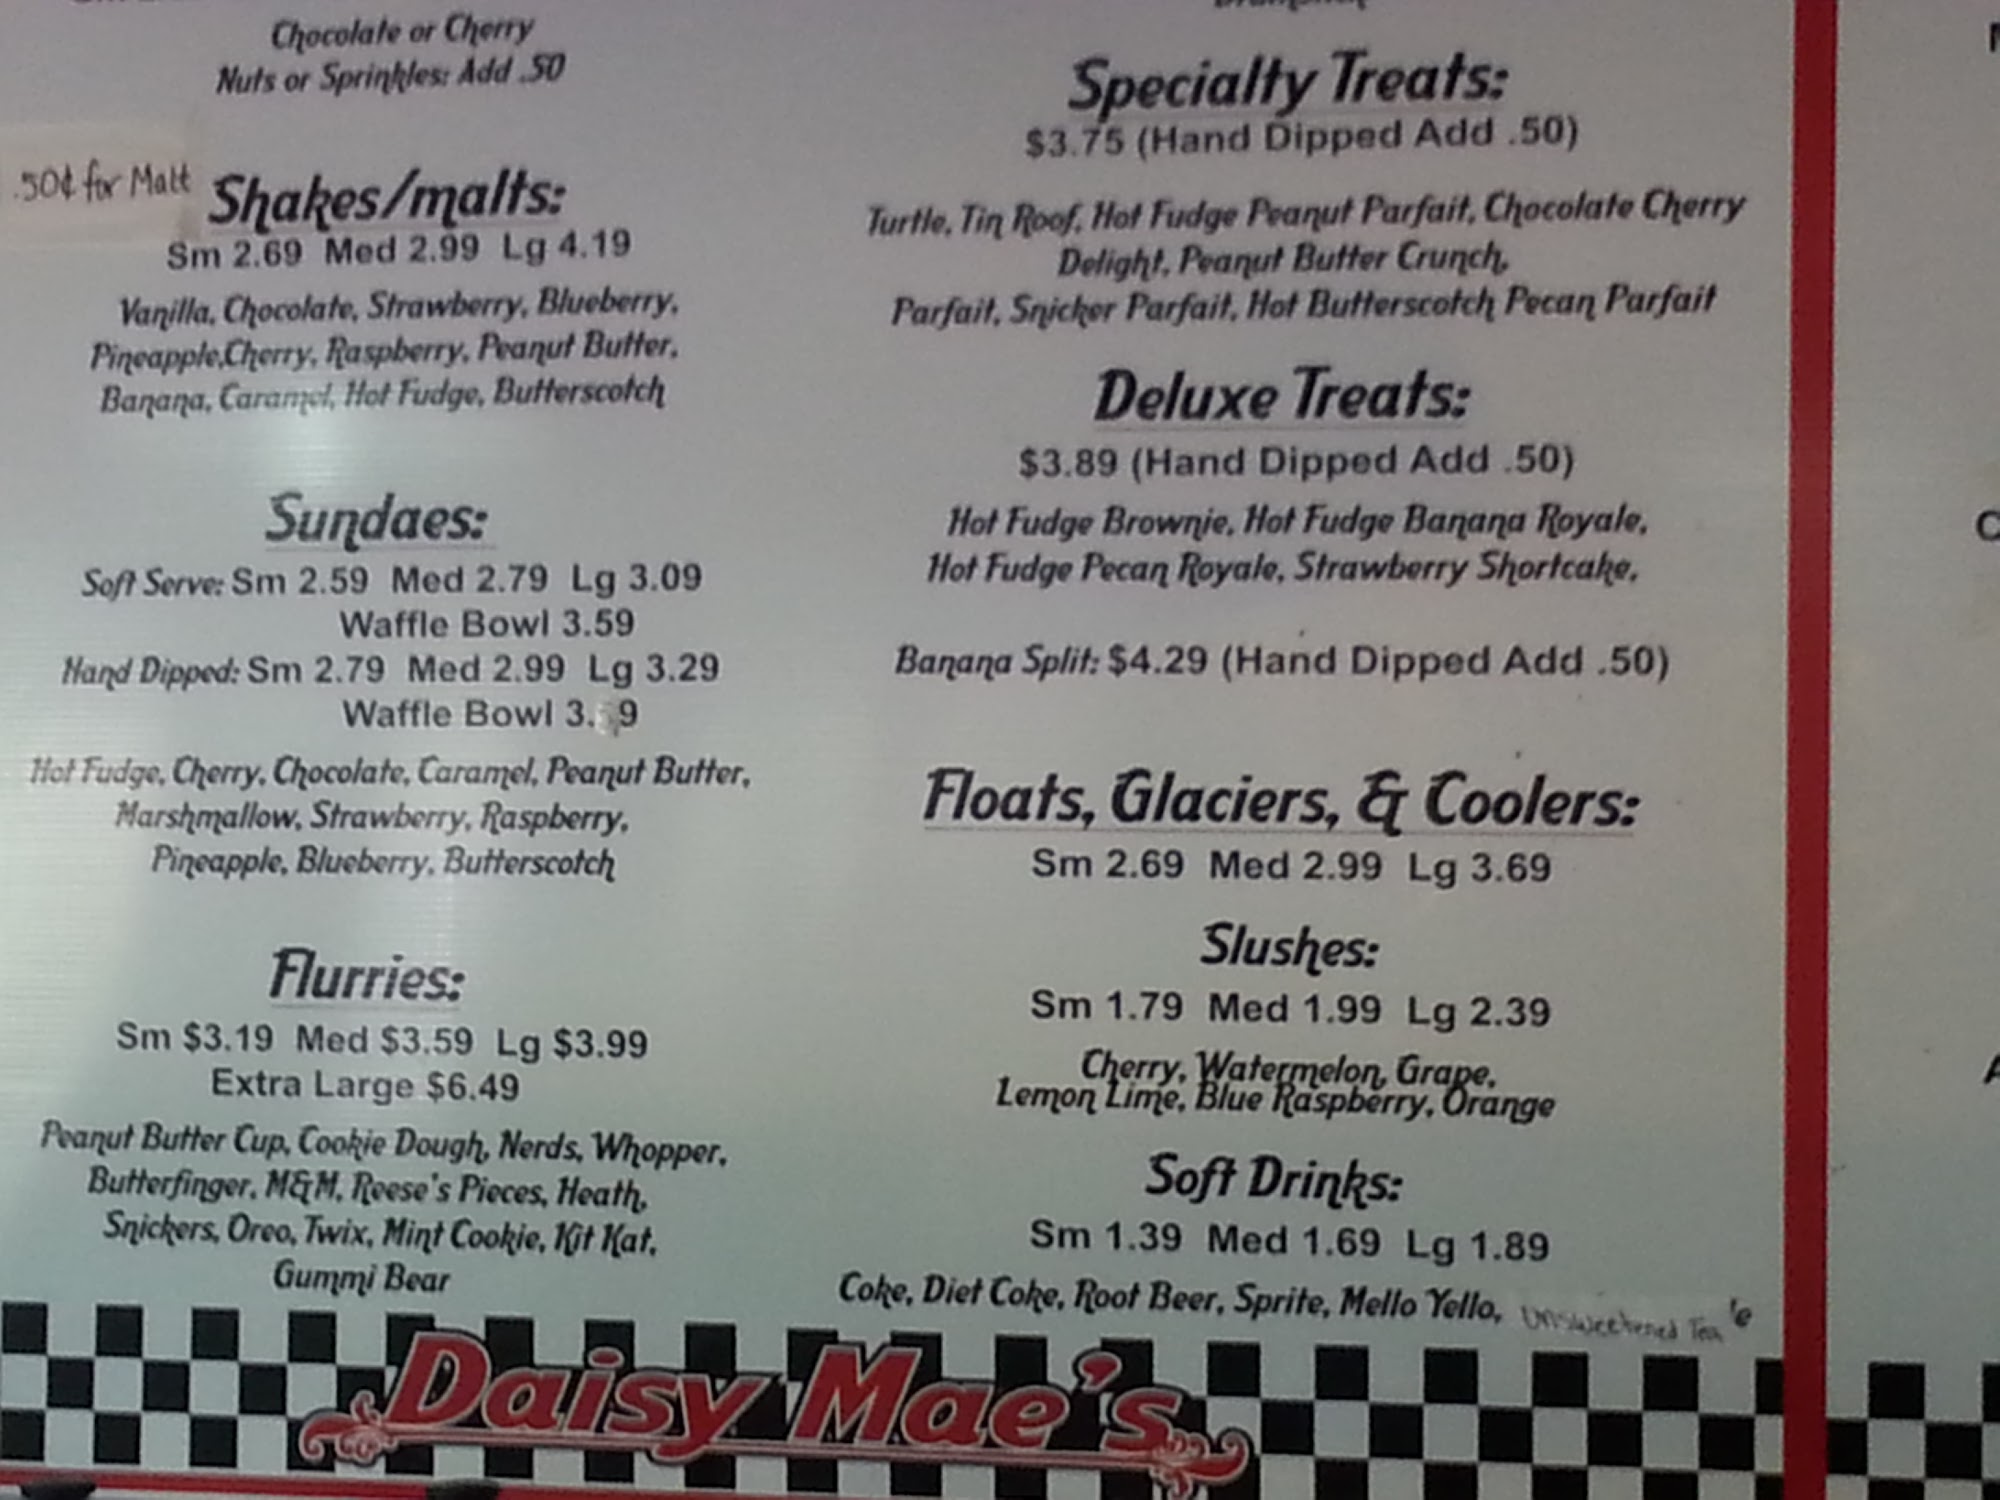 Chocolate or Cherry
Nuts or Sprinkles: Add .50
.50¢ for Malt
Shakes/malts:
Sm 2.69 Med 2.99 Lg 4.19
Vanilla, Chocolate, Strawberry, Blueberry,
Pineapple,Cherry, Raspberry, Peanut Butter,
Banana, Caramel, Hot Fudge, Butterscotch
Sundaes:
Soft Serve: Sm 2.59 Med 2.79 Lg 3.09
Waffle Bowl 3.59
Hand Dipped: Sm 2.79 Med 2.99 Lg 3.29
Waffle Bowl
Hot Fudge, Cherry, Chocolate, Caramel, Peanut Butter,
Marshmallow, Strawberry, Raspberry,
Pineapple, Blueberry, Butterscotch
Flurries:
Sm $3.19 Med $3.59 Lg $3.99
Extra Large $6.49
Peanut Butter Cup, Cookie Dough, Nerds, Whopper,
Butterfinger, M&M, Reese's Pieces, Heath,
Snickers, Oreo, Twix, Mint Cookie, Kit Kat,
Gummi Bear
Specialty Treats:
$3.75 (Hand Dipped Add .50)
Turtle, Tin Roof, Hot Fudge Peanut Parfait, Chocolate Cherry
Delight, Peanut Butter Crunch,
Parfait, Snicker Parfait, Hot Butterscotch Pecan Parfait
Deluxe Treats:
$3.89 (Hand Dipped Add .50)
Hot Fudge Brownie, Hot Fudge Banana Royale,
Hot Fudge Pecan Royale, Strawberry Shortcake,
Banana Split: $4.29 (Hand Dipped Add .50)
Floats, Glaciers, & Coolers:
Sm 2.69 Med 2.99 Lg 3.69
Slushes:
Sm 1.79 Med 1.99 Lg 2.39
Cherry, Watermelon, Grape,
Lemon Lime, Blue Raspberry, Orange
Soft Drinks:
Sm 1.39 Med 1.69 Lg 1.89
Coke, Diet Coke, Root Beer, Sprite, Mello Yello, Unsweetened Tea
Daisy Mae's